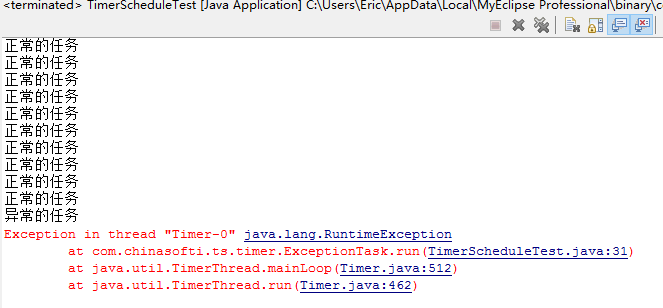 <terminated> TimerScheduleTest [Java Application] C:\Users\Eric\AppData\Local\MyEclipse Professional\binary\c
正常的任务
正常的任务
正常的任务
正常的任务
正常的任务
正常的任务
正常的任务
正常的任务
正常的任务
正常的任务
异常的任务
Exception in thread "Timer-0" java.lang.RuntimeException
at com.chinasofti.ts.timer.ExceptionTask.run(TimerScheduleTest.java:31)
at java.util.TimerThread.mainLoop(Timer.java:512)
at java.util.TimerThread.run(Timer.java:462)